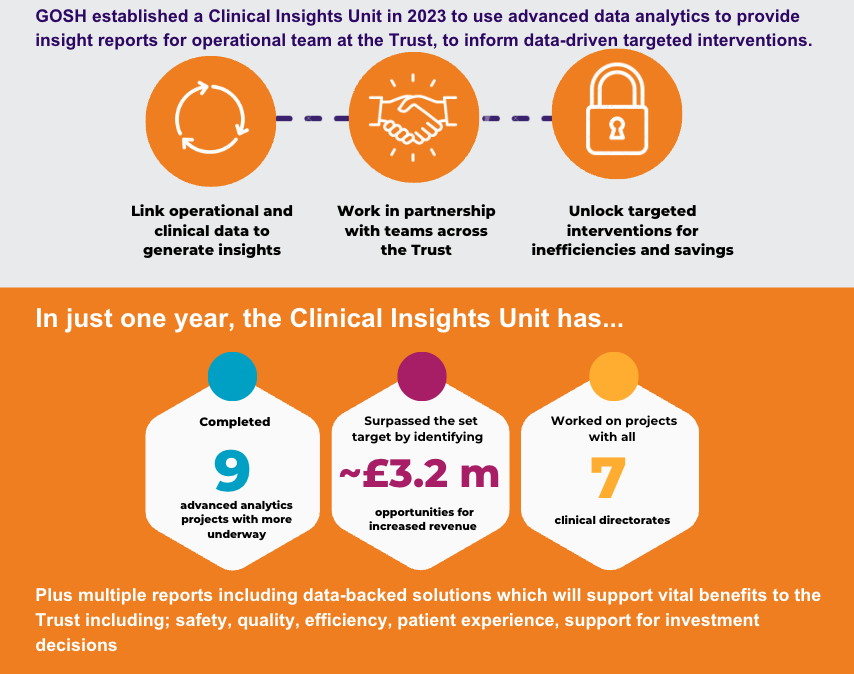 GOSH established a Clinical Insights Unit in 2023 to use advanced data analytics to provide
insight reports for operational team at the Trust, to inform data-driven targeted interventions.
Link operational and
clinical data to
generate insights
Work in partnership
with teams across
the Trust
Unlock targeted
interventions for
inefficiencies and savings
In just one year, the Clinical Insights Unit has...
Completed
9
advanced analytics
projects with more
underway
Surpassed the set
target by identifying
~£3.2 m
opportunities for
increased revenue
Worked on projects
with all
7
clinical directorates
Plus multiple reports including data-backed solutions which will support vital benefits to the
Trust including; safety, quality, efficiency, patient experience, support for investment
decisions